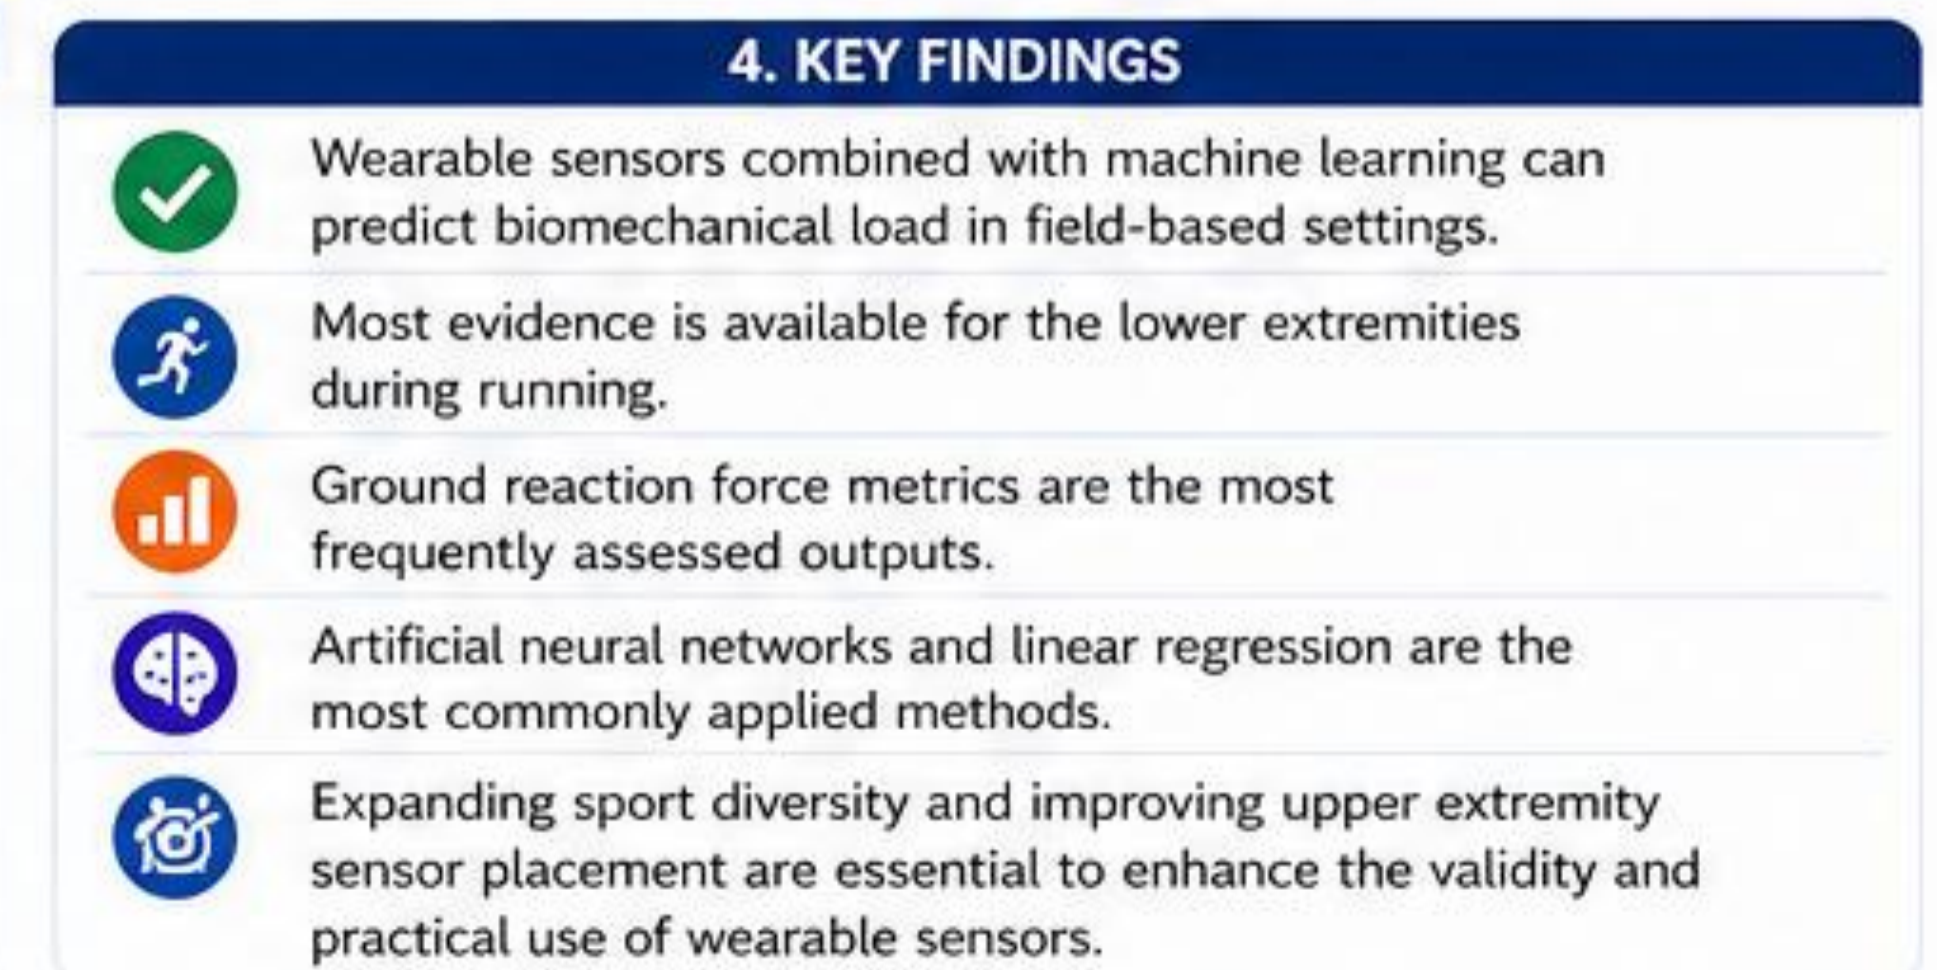 4. KEY FINDINGS
Wearable sensors combined with machine learning can
predict biomechanical load in field-based settings.
Most evidence is available for the lower extremities
during running.
Ground reaction force metrics are the most
frequently assessed outputs.
Artificial neural networks and linear regression are the
most commonly applied methods.
Expanding sport diversity and improving upper extremity
sensor placement are essential to enhance the validity and
practical use of wearable sensors.